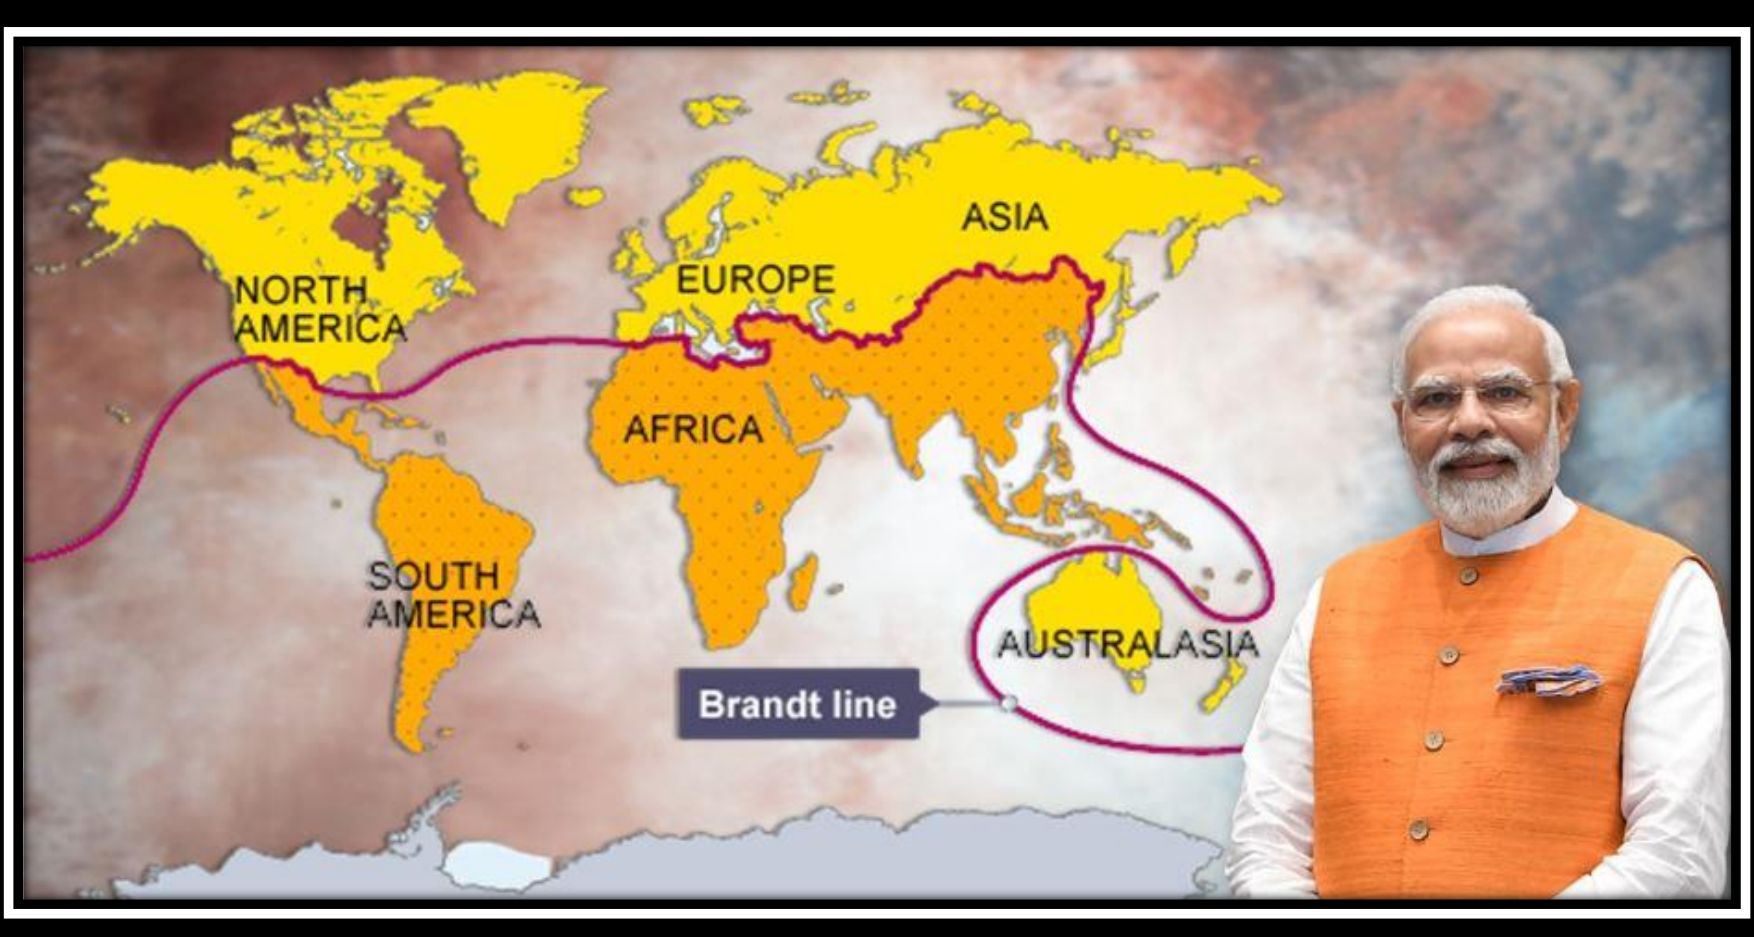 NORTH
AMERICA
EUROPE
ASIA
AFRICA
SOUTH
AMERICA
AUSTRALASIA
Brandt line